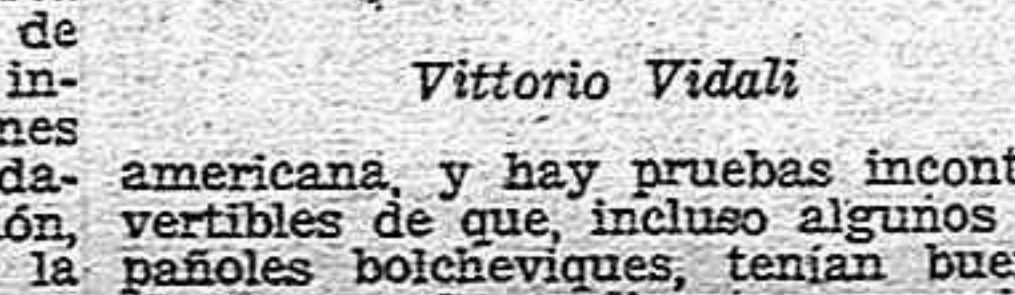 de
in-
nes
da-
ón,
la
Vittorio Vidali
americana, y hay pruebas incont
vertibles de que, incluso algunos
pañoles bolcheviques, tenían bue